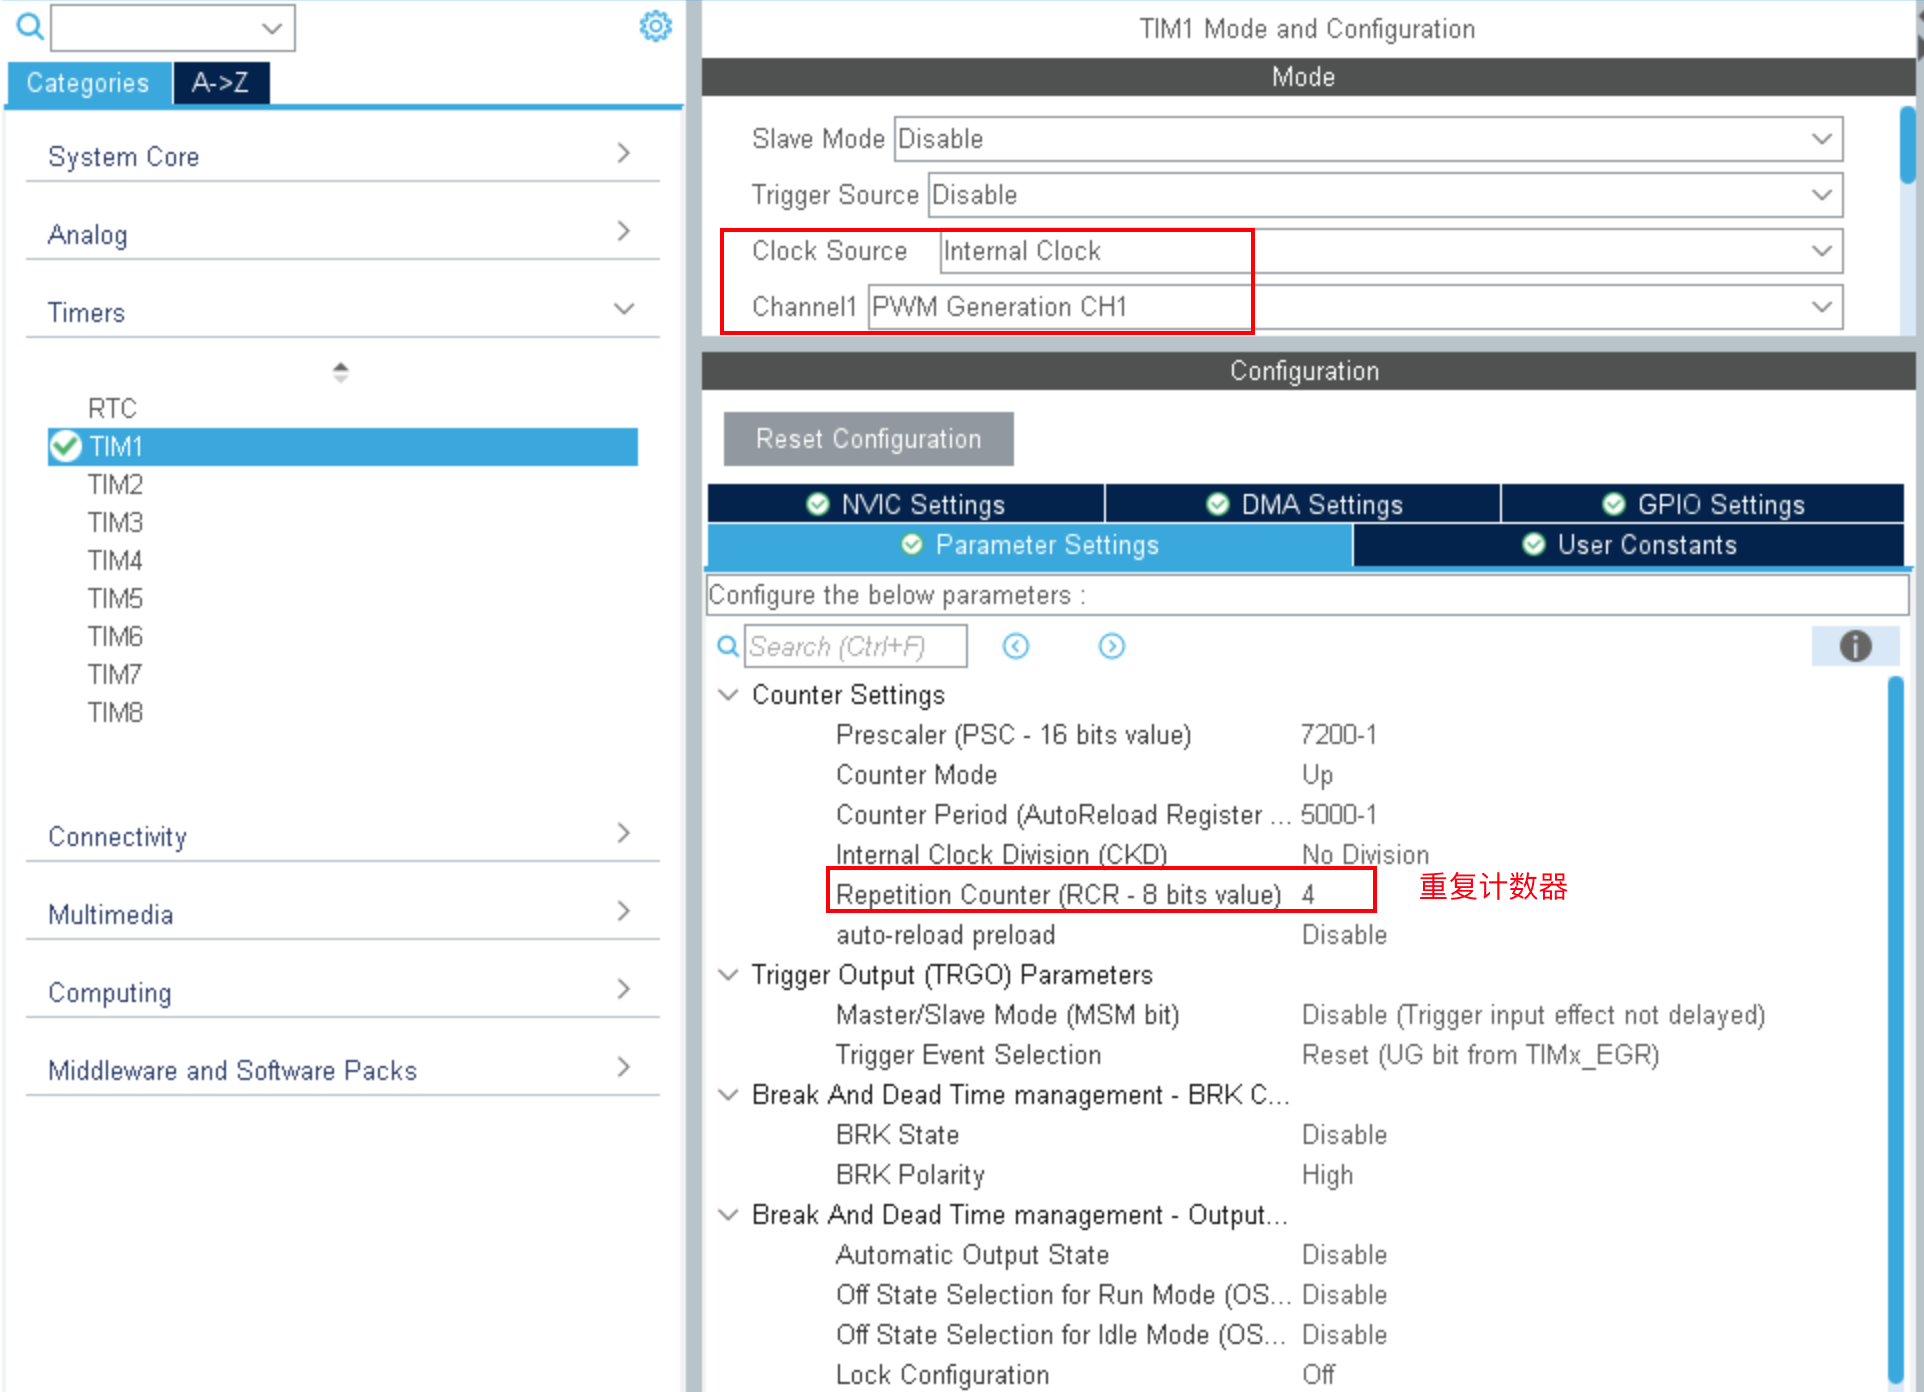 Categories
A->Z
System Core
Analog
Timers
RTC
TIM1
TIM2
TIM3
TIM4
TIM5
TIM6
TIM7
TIM8
Connectivity
Multimedia
Computing
Middleware and Software Packs
TIM1 Mode and Configuration
Mode
Slave Mode Disable
Trigger Source Disable
Clock Source Internal Clock
Channel1 PWM Generation CH1
Configuration
Reset Configuration
NVIC Settings DMA Settings GPIO Settings
Parameter Settings User Constants
Configure the below parameters :
Search (Ctrl+F)
Counter Settings
Prescaler (PSC - 16 bits value) 7200-1
Counter Mode Up
Counter Period (AutoReload Register ... 5000-1
Internal Clock Division (CKD) No Division
Repetition Counter (RCR - 8 bits value) 4 重复计数器
auto-reload preload Disable
Trigger Output (TRGO) Parameters
Master/Slave Mode (MSM bit) Disable (Trigger input effect not delayed)
Trigger Event Selection Reset (UG bit from TIMx_EGR)
Break And Dead Time management - BRK C...
BRK State Disable
BRK Polarity High
Break And Dead Time management - Output...
Automatic Output State Disable
Off State Selection for Run Mode (OS... Disable
Off State Selection for Idle Mode (OS... Disable
Lock Configuration Off